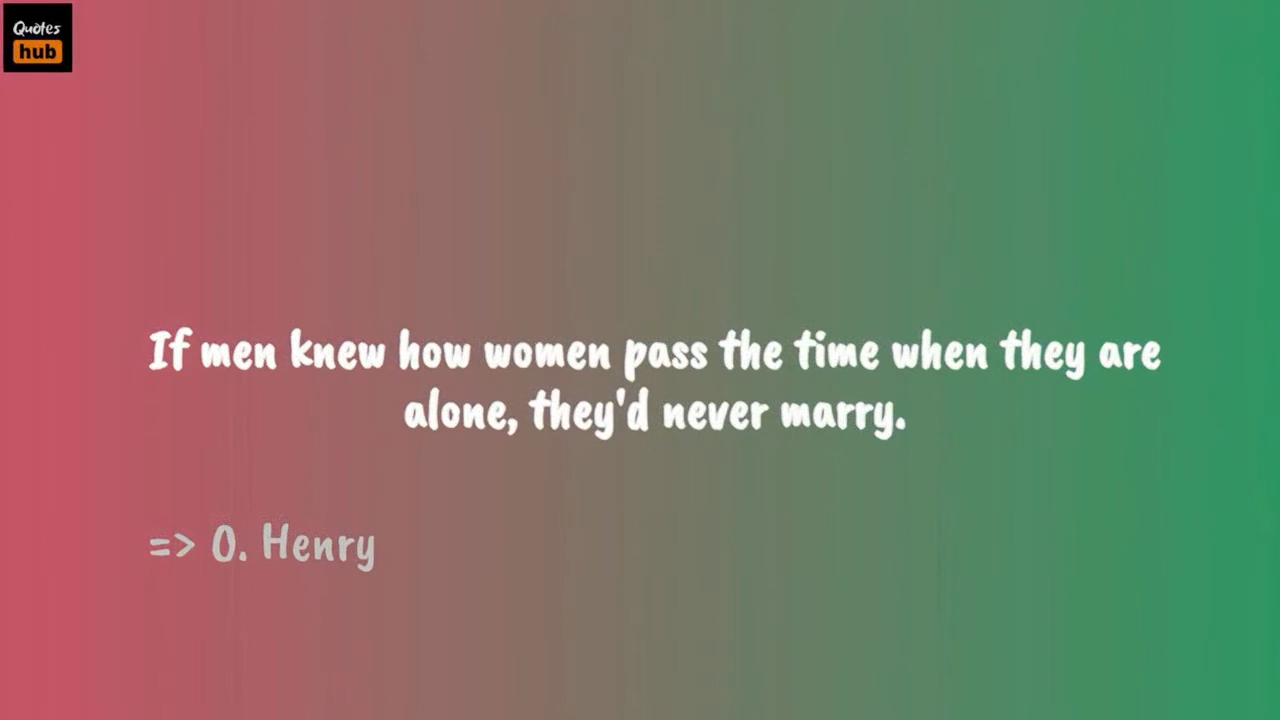 Quotes
hub
If men knew how women pass the time when they are
alone, they'd never marry.
=> O. Henry